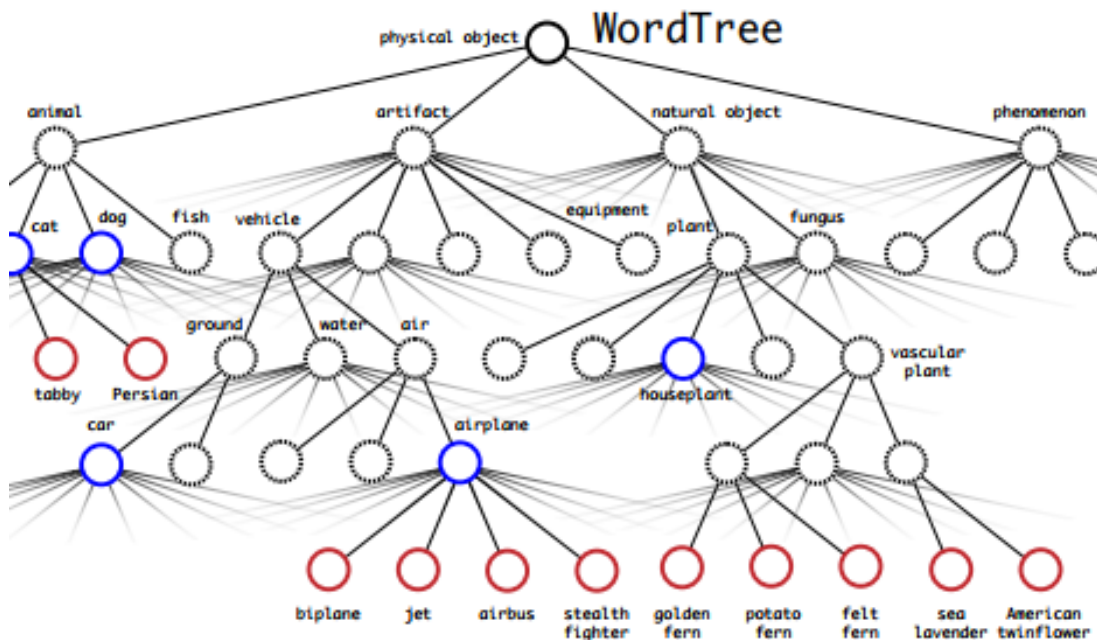 WordTree
physical object
animal
artifact
natural object
phenomenon
cat
dog
fish
vehicle
equipment
plant
fungus
ground
water
air
vascular
plant
tabby
Persian
houseplant
car
airplane
biplane
jet
airbus
stealth
fighter
golden
fern
potato
fern
felt
fern
sea
lavender
American
twinflower